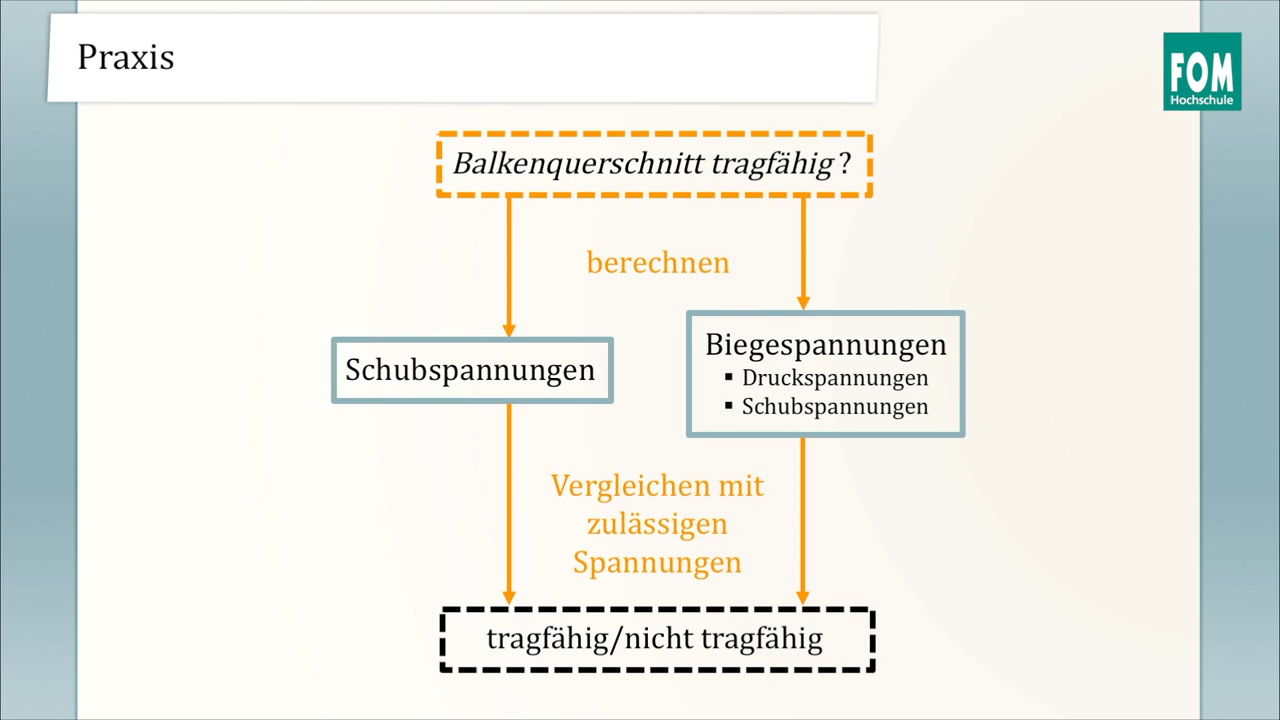 Praxis
FOM
Hochschule
Balkenquerschnitt tragfähig ?
berechnen
Schubspannungen
Biegespannungen
▪ Druckspannungen
▪ Schubspannungen
Vergleichen mit
zulässigen
Spannungen
tragfähig/nicht tragfähig